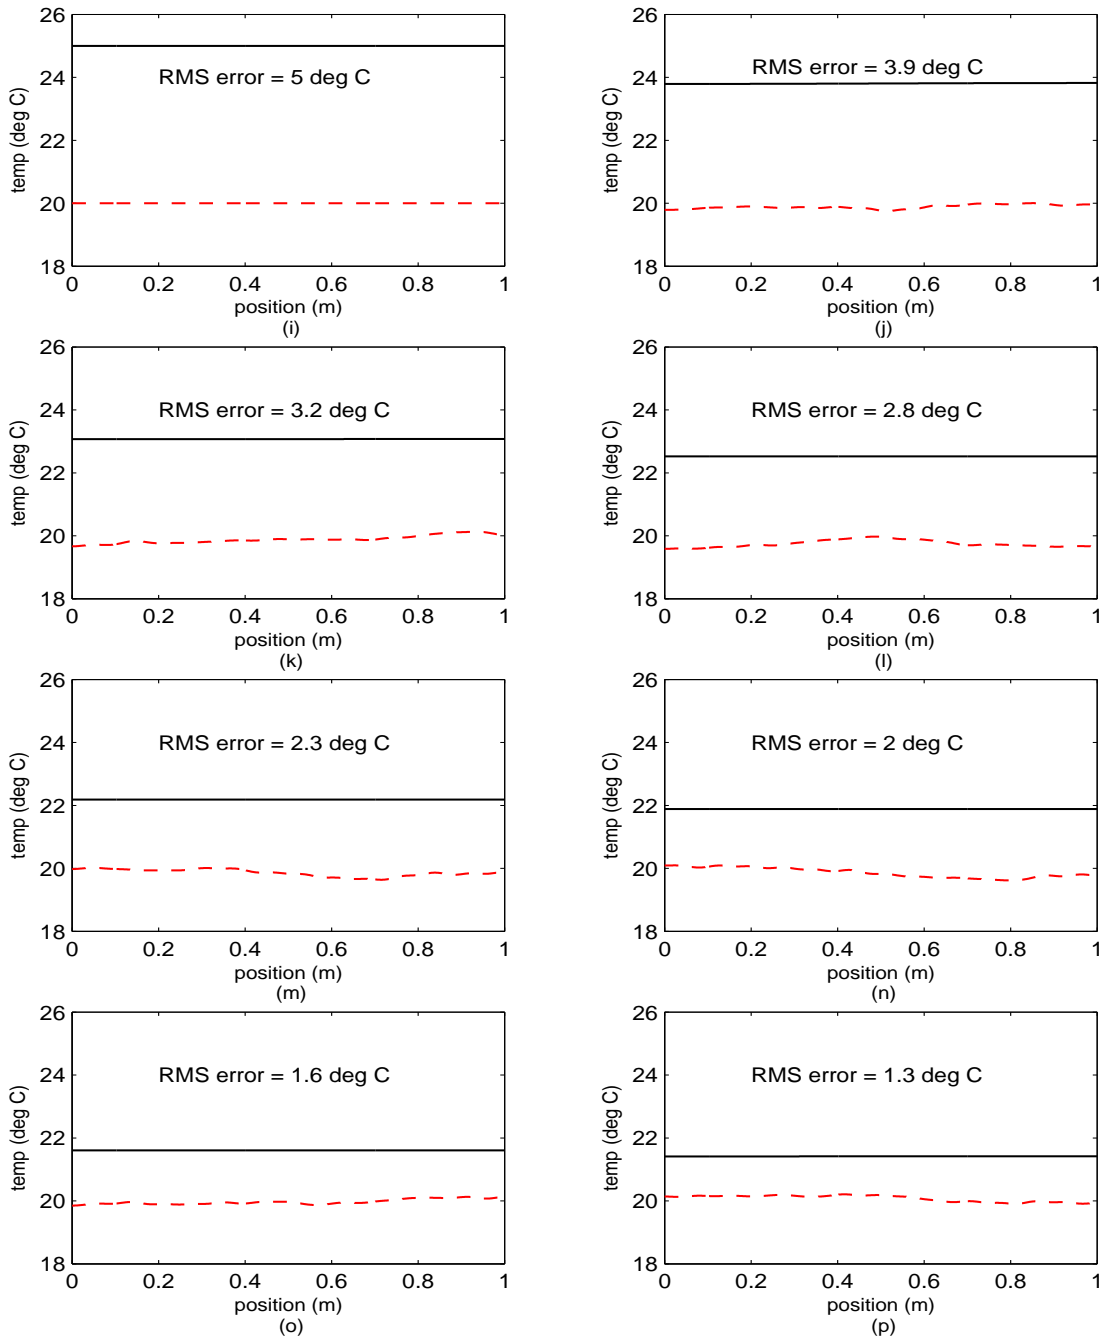 26
24
22
20
18
temp (deg C)
RMS error = 5 deg C
0 0.2 0.4 0.6 0.8 1
position (m)
(i)
26
24
22
20
18
temp (deg C)
RMS error = 3.9 deg C
0 0.2 0.4 0.6 0.8 1
position (m)
(j)
26
24
22
20
18
temp (deg C)
RMS error = 3.2 deg C
0 0.2 0.4 0.6 0.8 1
position (m)
(k)
26
24
22
20
18
temp (deg C)
RMS error = 2.8 deg C
0 0.2 0.4 0.6 0.8 1
position (m)
(l)
26
24
22
20
18
temp (deg C)
RMS error = 2.3 deg C
0 0.2 0.4 0.6 0.8 1
position (m)
(m)
26
24
22
20
18
temp (deg C)
RMS error = 2 deg C
0 0.2 0.4 0.6 0.8 1
position (m)
(n)
26
24
22
20
18
temp (deg C)
RMS error = 1.6 deg C
0 0.2 0.4 0.6 0.8 1
position (m)
(o)
26
24
22
20
18
temp (deg C)
RMS error = 1.3 deg C
0 0.2 0.4 0.6 0.8 1
position (m)
(p)